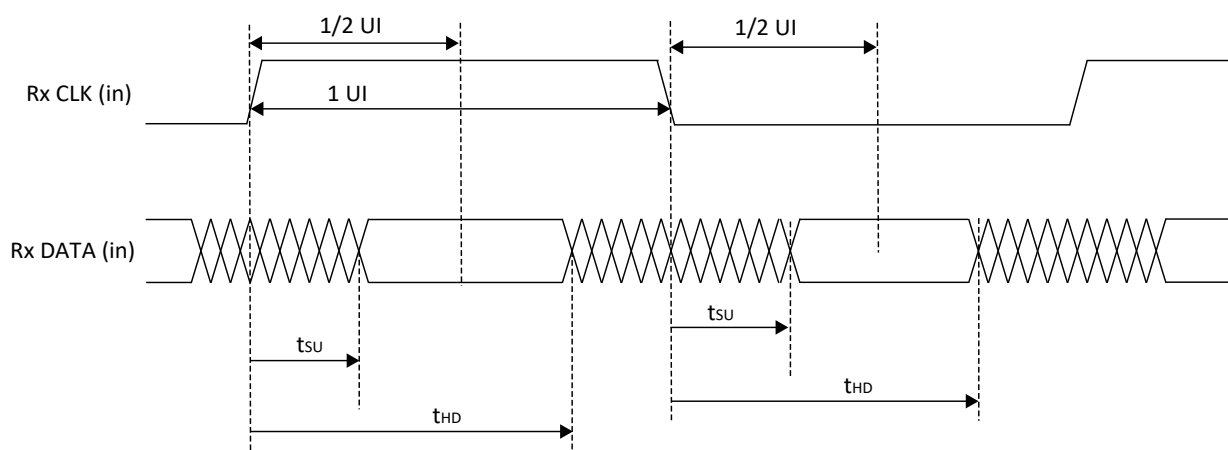 1/2 UI
1/2 UI
Rx CLK (in)
1 UI
Rx DATA (in)
tSU
tSU
tHD
tHD